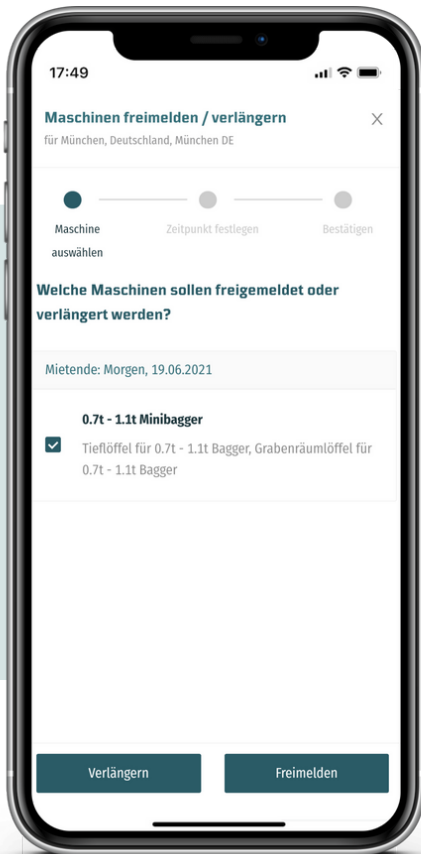 17:49
Maschinen freimelden / verlängern
für München, Deutschland, München DE
Maschine
auswählen
Zeitpunkt festlegen
Bestätigen
Welche Maschinen sollen freigemeldet oder
verlängert werden?
Mietende: Morgen, 19.06.2021
0.7t - 1.1t Minibagger
Tieflöffel für 0.7t - 1.1t Bagger, Grabenräumlöffel für
0.7t - 1.1t Bagger
Verlängern
Freimelden